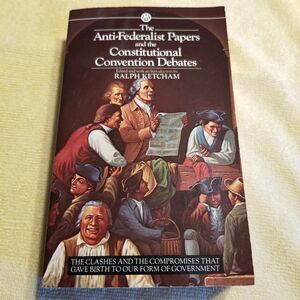 The
Anti-Federalist Papers
and the
Constitutional
Convention Debates
Edited and with an Introduction by
RALPH KETCHAM
THE CLASHES AND THE COMPROMISES THAT
GAVE BIRTH TO OUR FORM OF GOVERNMENT